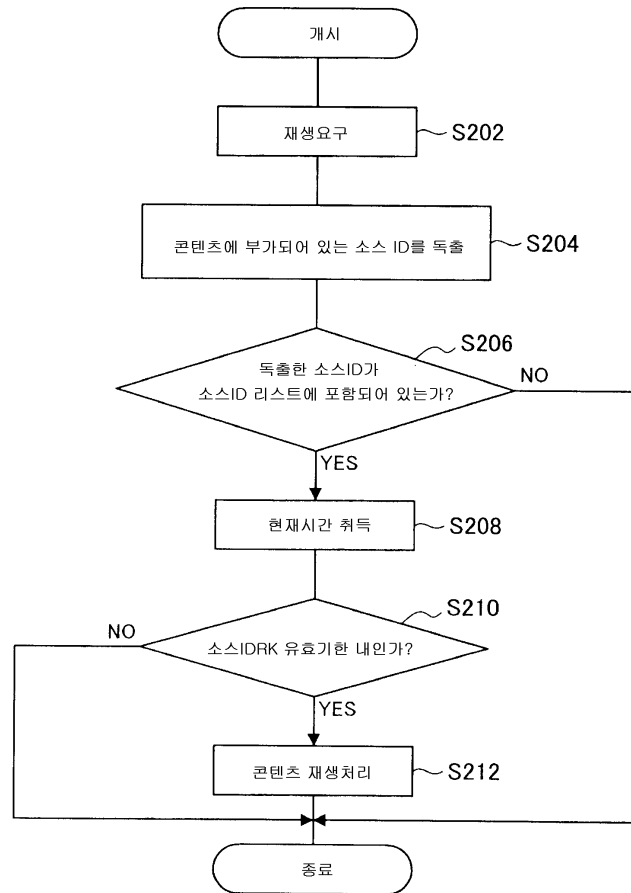 개시
재생요구
S202
콘텐츠에 부가되어 있는 소스 ID를 독출
S204
S206
독출한 소스ID가
소스ID 리스트에 포함되어 있는가?
NO
YES
현재시간 취득
S208
S210
NO
소스IDRK 유효기한 내인가?
YES
콘텐츠 재생처리
S212
종료